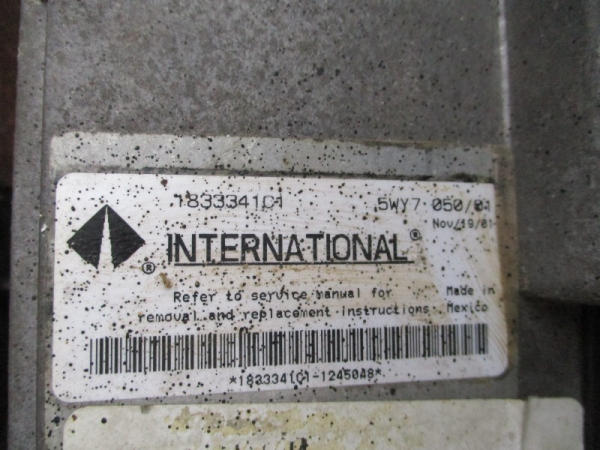 1833341C1
5WY7 050/01
Nov/19/01
® INTERNATIONAL®
Refer to service manual for
removal and replacement instructions.
Made in
Mexico
*1833341C1-1245048*